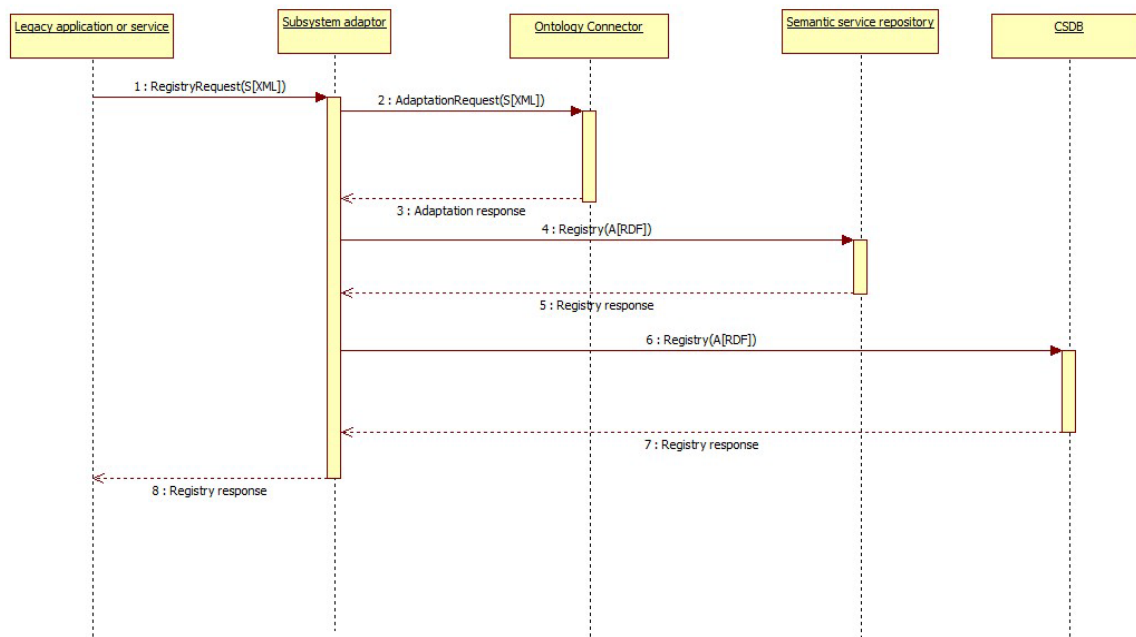 Legacy application or service
Subsystem adaptor
Ontology Connector
Semantic service repository
CSDB
1 : RegistryRequest(S[XML])
2 : AdaptationRequest(S[XML])
3 : Adaptation response
4 : Registry(A[RDF])
5 : Registry response
6 : Registry(A[RDF])
7 : Registry response
8 : Registry response